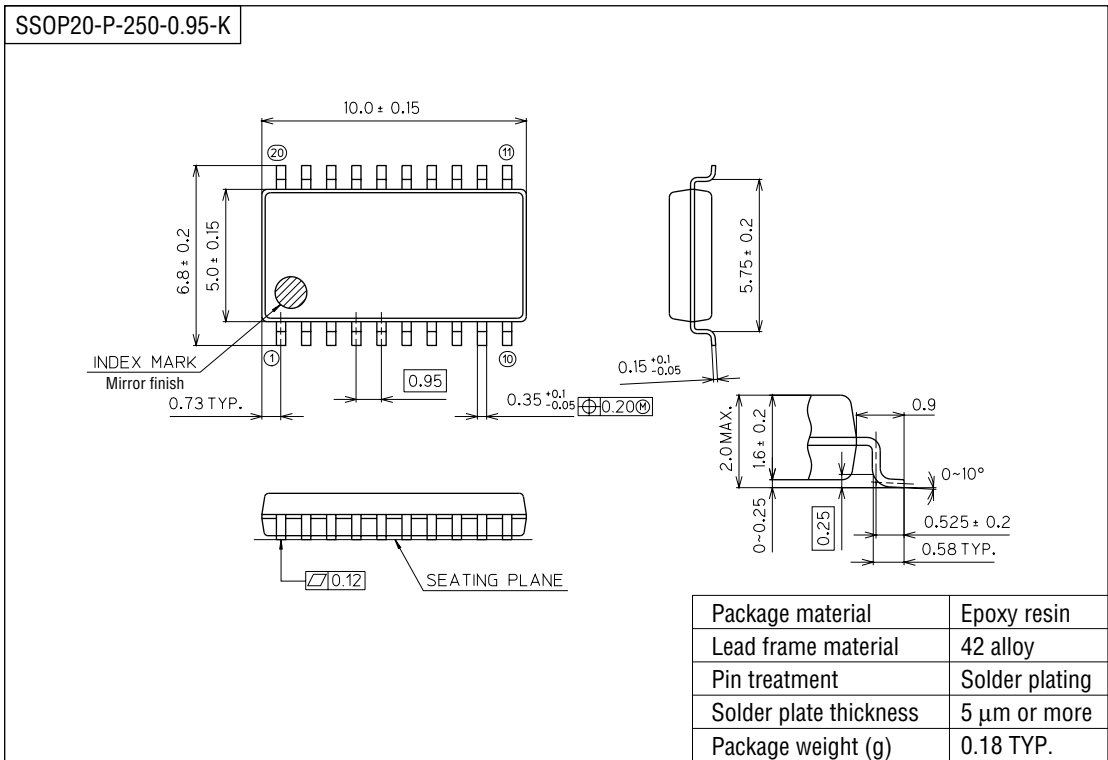 SSOP20-P-250-0.95-K
10.0 ± 0.15
⑳
⑪
6.8 ± 0.2
5.0 ± 0.15
5.75 ± 0.2
INDEX MARK
Mirror finish
①
⑩
0.95
0.73 TYP.
0.35 +0.1 -0.05
⌖ 0.20 Ⓜ
0.15 +0.1 -0.05
0.9
2.0 MAX.
1.6 ± 0.2
0~10°
0~0.25
0.25
0.525 ± 0.2
0.58 TYP.
⏥ 0.12
SEATING PLANE
Package material Epoxy resin
Lead frame material 42 alloy
Pin treatment Solder plating
Solder plate thickness 5 μm or more
Package weight (g) 0.18 TYP.